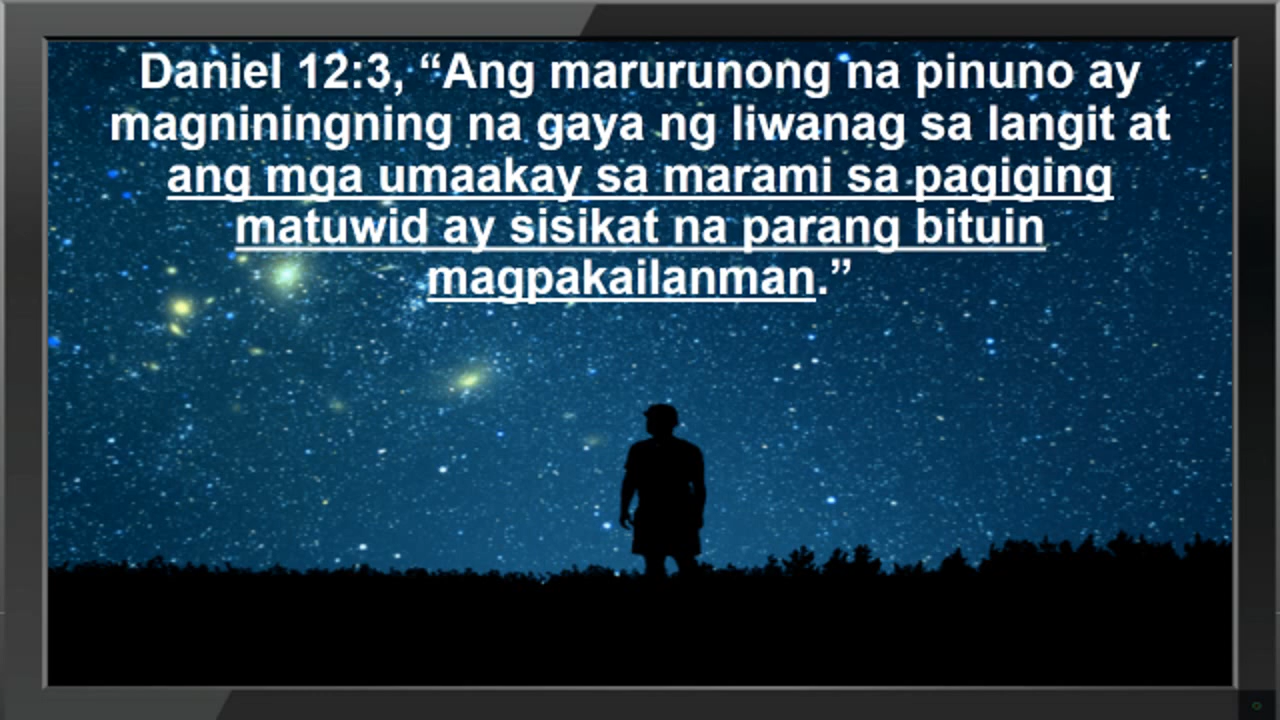 Daniel 12:3, “Ang marurunong na pinuno ay
magniningning na gaya ng liwanag sa langit at
ang mga umaakay sa marami sa pagiging
matuwid ay sisikat na parang bituin
magpakailanman.”